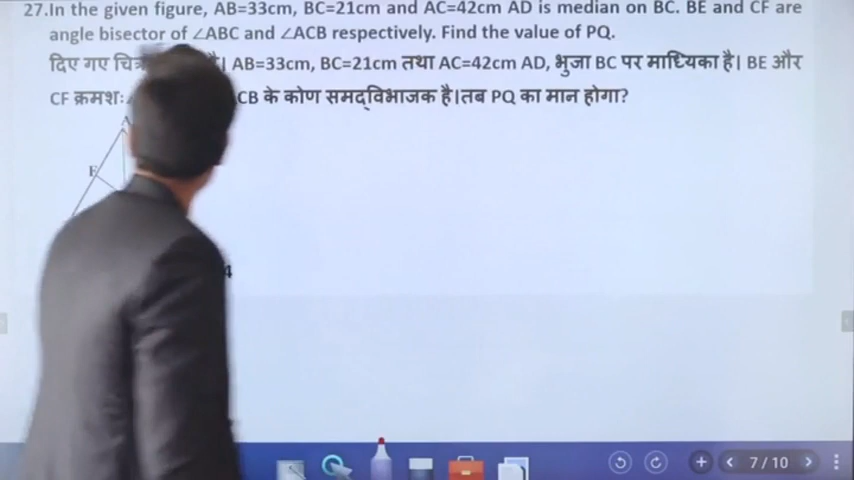 27.In the given figure, AB=33cm, BC=21cm and AC=42cm AD is median on BC. BE and CF are
angle bisector of ∠ABC and ∠ACB respectively. Find the value of PQ.
दिए गए है। AB=33cm, BC=21cm तथा AC=42cm AD, भुजा BC पर माध्यिका है। BE और
CF क्रमशः CB के कोण समद्विभाजक है।तब PQ का मान होगा?
A
E
4
7/10